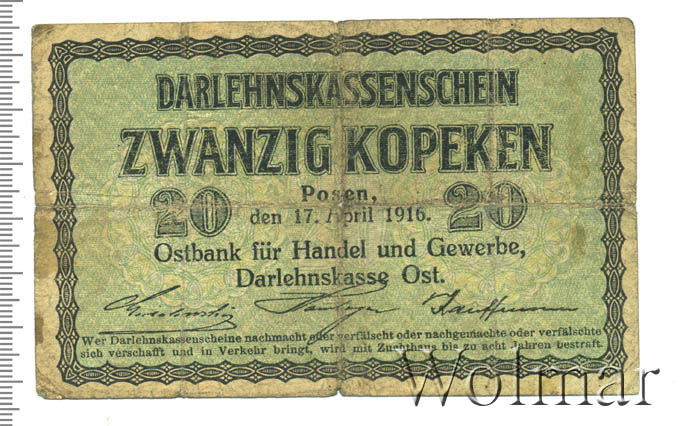 DARLEHNSKASSENSCHEIN
ZWANZIG KOPEKEN
Posen,
20 den 17. April 1916. 20
Ostbank für Handel und Gewerbe,
Darlehnskasse Ost.
Kauffmann
Wer Darlehnskassenscheine nachmacht oder verfälscht oder nachgemachte oder verfälschte
sich verschafft und in Verkehr bringt, wird mit Zuchthaus bis zu acht Jahren bestraft.
Wolmar